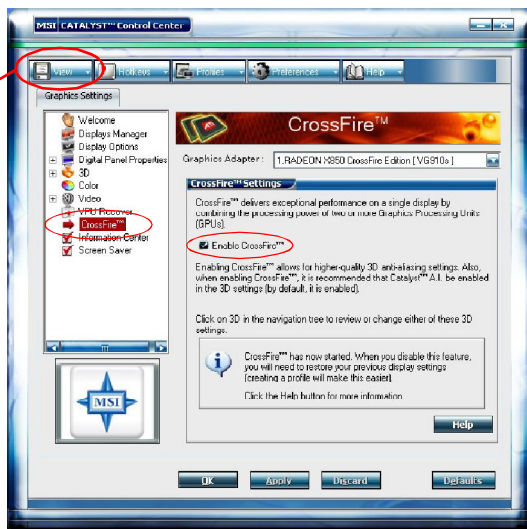 MSI CATALYST™ Control Center
View Hotkeys Profiles Preferences Help
Graphics Settings
Welcome
Displays Manager
Display Options
Digital Panel Properties
3D
Color
Video
VPU Recover
CrossFire™
Information Center
Screen Saver
MSI
CrossFire™
Graphics Adapter: 1.RADEON X850 CrossFire Edition [VG910s ]
CrossFire™ Settings
CrossFire™ delivers exceptional performance on a single display by
combining the processing power of two or more Graphics Processing Units
(GPUs).
Enable CrossFire™
Enabling CrossFire™ allows for higher-quality 3D anti-aliasing settings. Also,
when enabling CrossFire™, it is recommended that Catalyst™ A.I. be enabled
in the 3D settings (by default, it is enabled).
Click on 3D in the navigation tree to review or change either of these 3D
settings.
CrossFire™ has now started. When you disable this feature,
you will need to restore your previous display settings
(creating a profile will make this easier).
Click the Help button for more information.
Help
OK Apply Discard Defaults